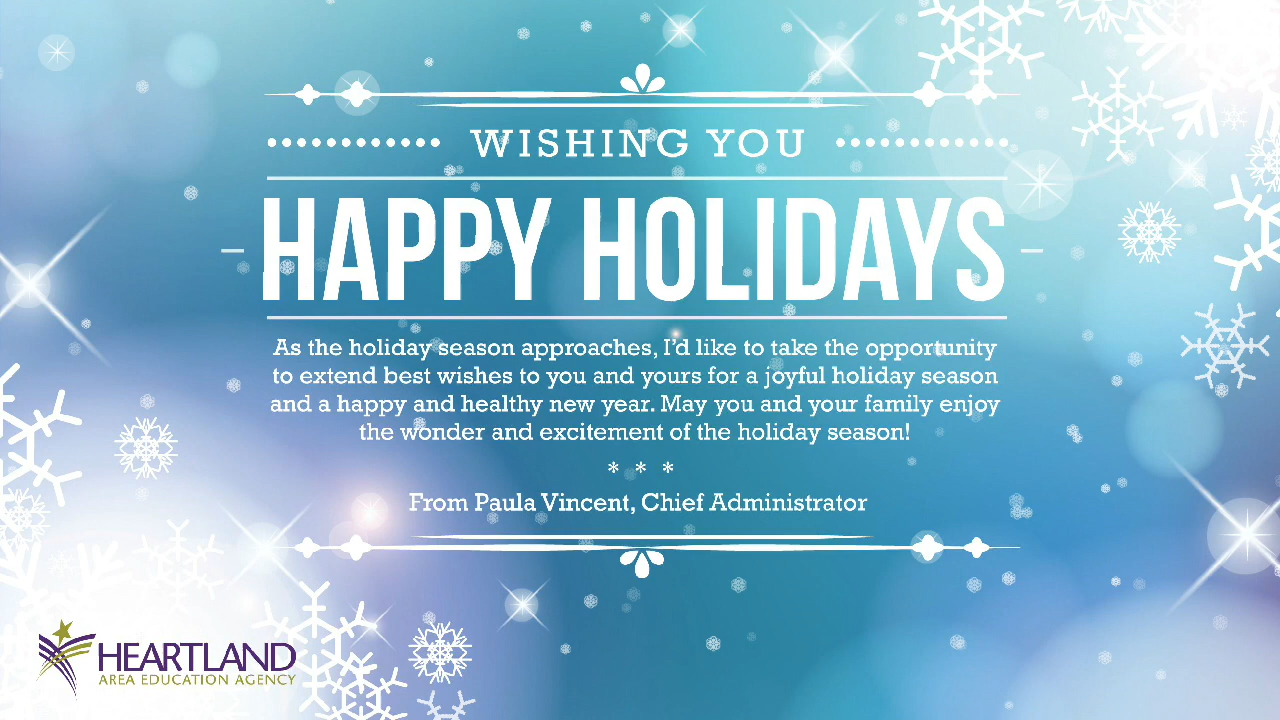 WISHING YOU
HAPPY HOLIDAYS
As the holiday season approaches, I'd like to take the opportunity
to extend best wishes to you and yours for a joyful holiday season
and a happy and healthy new year. May you and your family enjoy
the wonder and excitement of the holiday season!
* * *
From Paula Vincent, Chief Administrator
HEARTLAND
AREA EDUCATION AGENCY